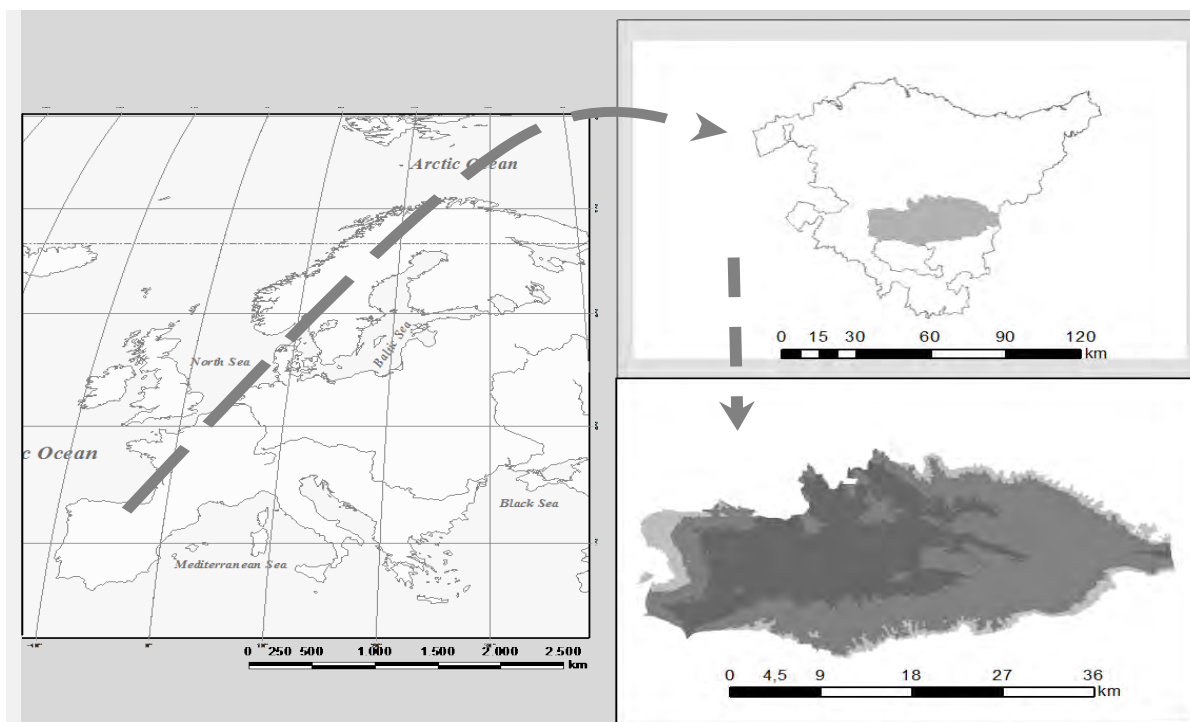 Arctic Ocean
North Sea
Baltic Sea
c Ocean
Black Sea
Mediterranean Sea
0 250 500 1.000 1.500 2.000 2.500
km
0 15 30 60 90 120
km
0 4,5 9 18 27 36
km